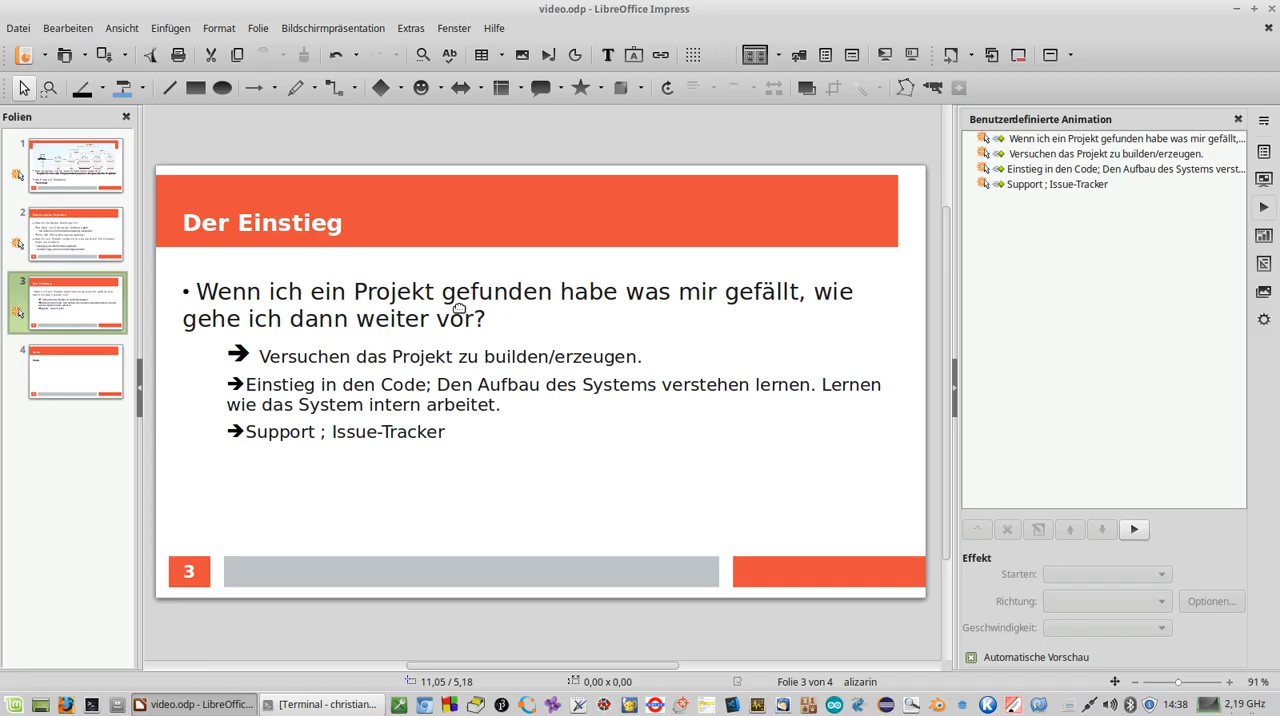 video.odp - LibreOffice Impress
Datei Bearbeiten Ansicht Einfügen Format Folie Bildschirmpräsentation Extras Fenster Hilfe
Folien
1
2
3
4
Der Einstieg
• Wenn ich ein Projekt gefunden habe was mir gefällt, wie
gehe ich dann weiter vor?
➔ Versuchen das Projekt zu builden/erzeugen.
➔Einstieg in den Code; Den Aufbau des Systems verstehen lernen. Lernen
wie das System intern arbeitet.
➔Support ; Issue-Tracker
3
Benutzerdefinierte Animation
Wenn ich ein Projekt gefunden habe was mir gefällt,...
Versuchen das Projekt zu builden/erzeugen.
Einstieg in den Code; Den Aufbau des Systems verst...
Support ; Issue-Tracker
Effekt
Starten:
Richtung:
Optionen...
Geschwindigkeit:
Automatische Vorschau
11,05 / 5,18
0,00 x 0,00
Folie 3 von 4
alizarin
91 %
video.odp - LibreOffic...
[Terminal - christian...
14:38
2,19 GHz